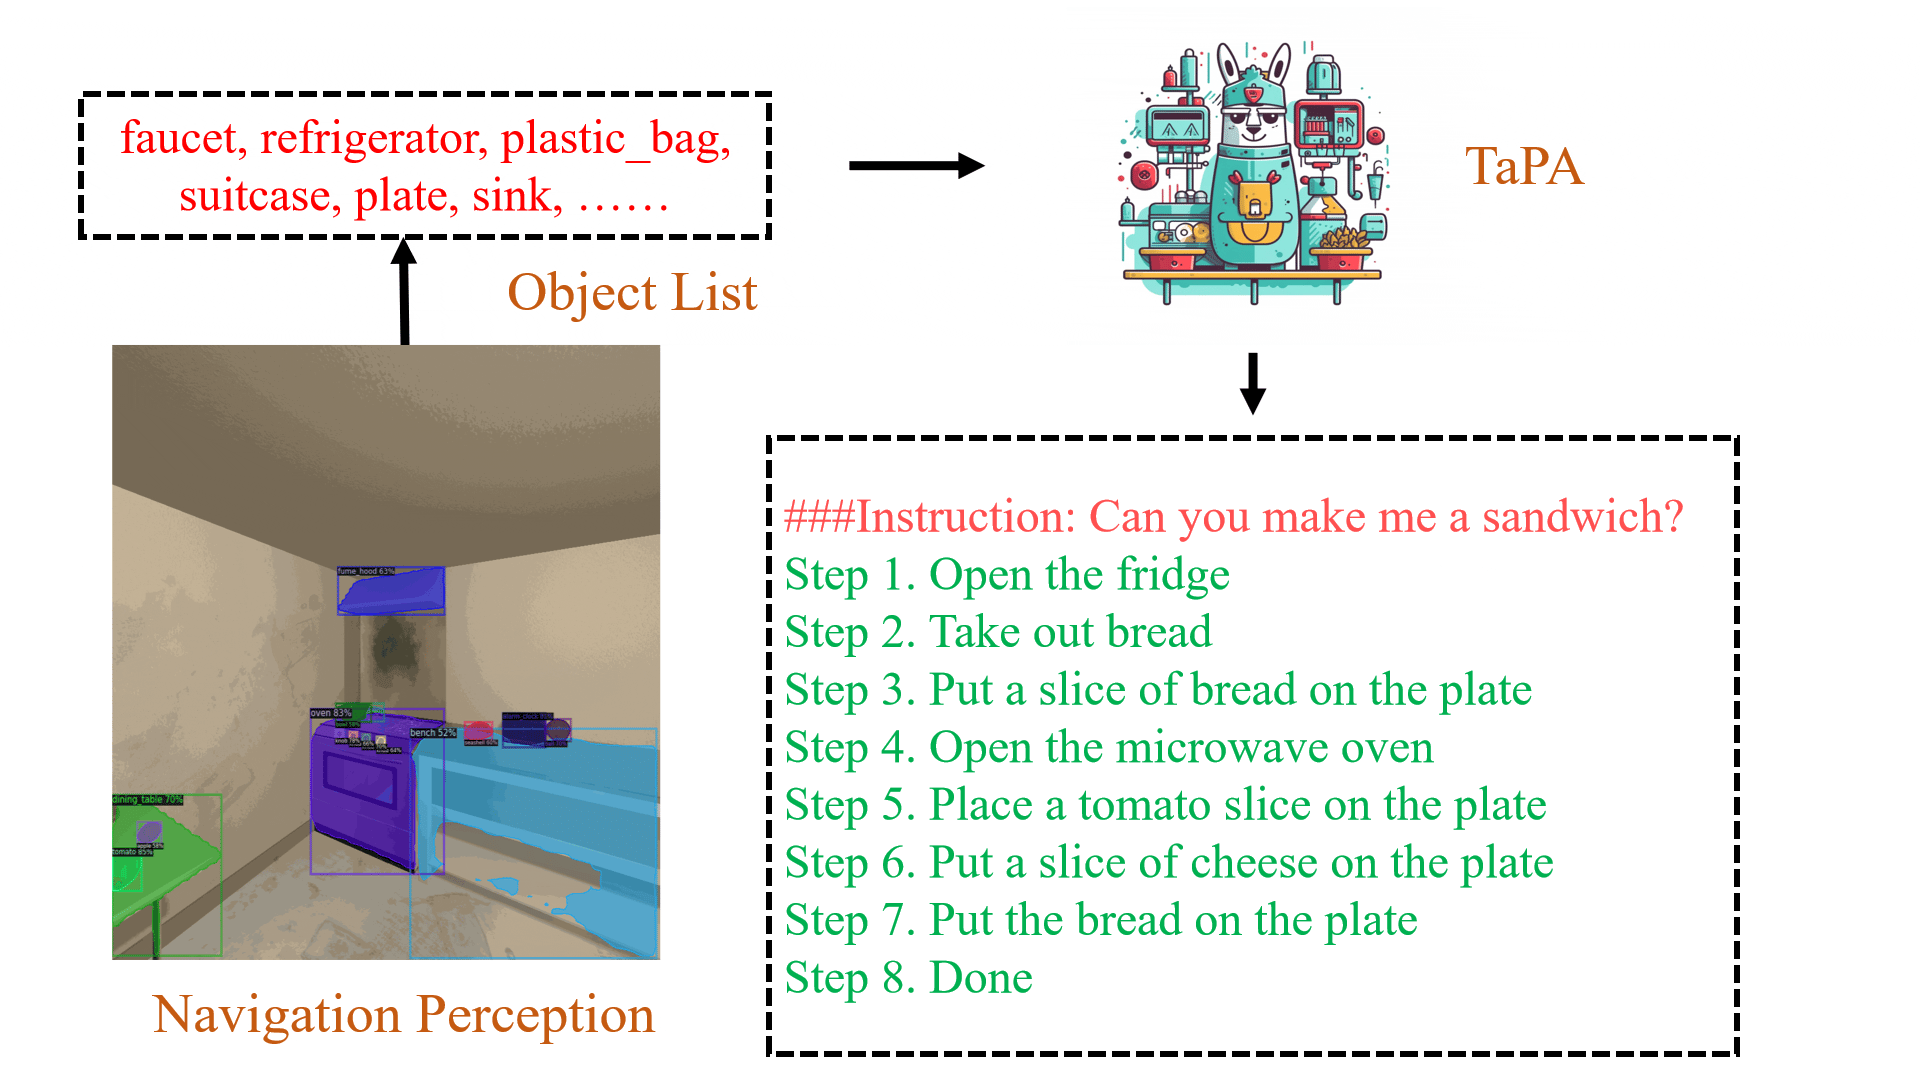 faucet, refrigerator, plastic_bag,
suitcase, plate, sink, ……
TaPA
Object List
fume_hood 63%
oven 83%
bench 52%
dining_table 70%
tomato 85%
Navigation Perception
###Instruction: Can you make me a sandwich?
Step 1. Open the fridge
Step 2. Take out bread
Step 3. Put a slice of bread on the plate
Step 4. Open the microwave oven
Step 5. Place a tomato slice on the plate
Step 6. Put a slice of cheese on the plate
Step 7. Put the bread on the plate
Step 8. Done